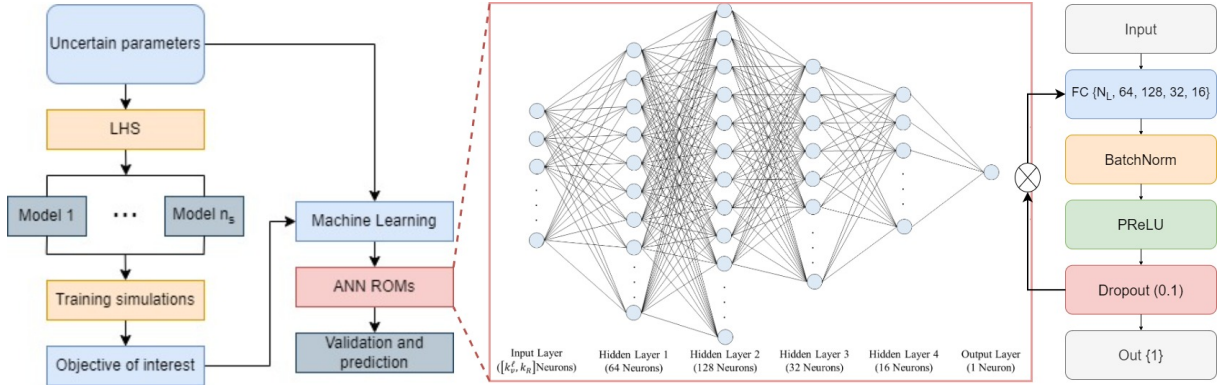 Uncertain parameters
LHS
Model 1
...
Model n_s
Training simulations
Objective of interest
Machine Learning
ANN ROMs
Validation and
prediction
Input Layer
([k_v^ℓ, k_R]Neurons)
Hidden Layer 1
(64 Neurons)
Hidden Layer 2
(128 Neurons)
Hidden Layer 3
(32 Neurons)
Hidden Layer 4
(16 Neurons)
Output Layer
(1 Neuron)
Input
FC {N_L, 64, 128, 32, 16}
BatchNorm
PReLU
Dropout (0.1)
Out {1}